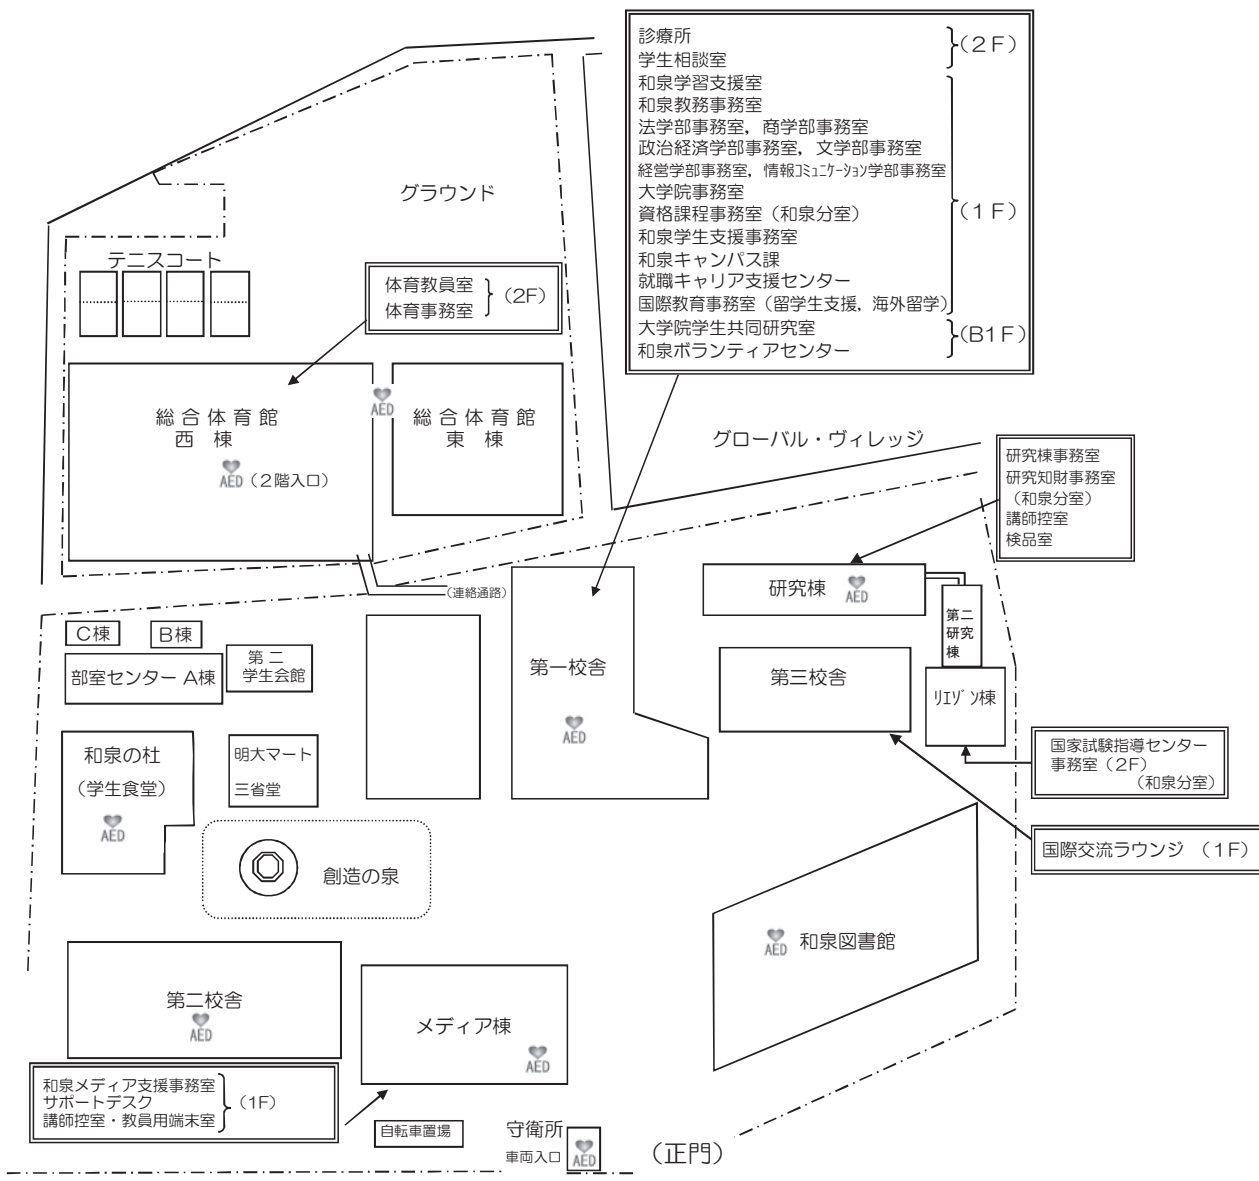 診療所
学生相談室
(2F)
和泉学習支援室
和泉教務事務室
法学部事務室，商学部事務室
政治経済学部事務室，文学部事務室
経営学部事務室，情報ｺﾐｭﾆｹｰｼｮﾝ学部事務室
大学院事務室
資格課程事務室（和泉分室）
和泉学生支援事務室
和泉キャンパス課
就職キャリア支援センター
国際教育事務室（留学生支援，海外留学）
(1F)
大学院学生共同研究室
和泉ボランティアセンター
(B1F)
グラウンド
テニスコート
体育教員室
体育事務室
(2F)
総合体育館
西棟
AED（２階入口）
AED
総合体育館
東棟
グローバル・ヴィレッジ
研究棟事務室
研究知財事務室
（和泉分室）
講師控室
検品室
（連絡通路）
研究棟
AED
第二
研究
棟
C棟
B棟
部室センター A棟
第二
学生会館
第一校舎
AED
第三校舎
ﾘｴｿﾞﾝ棟
国家試験指導センター
事務室（2F）
（和泉分室）
国際交流ラウンジ （1F）
和泉の杜
（学生食堂）
AED
明大マート
三省堂
創造の泉
AED 和泉図書館
第二校舎
AED
メディア棟
AED
和泉メディア支援事務室
サポートデスク
講師控室・教員用端末室
(1F)
自転車置場
守衛所
車両入口
AED
（正門）